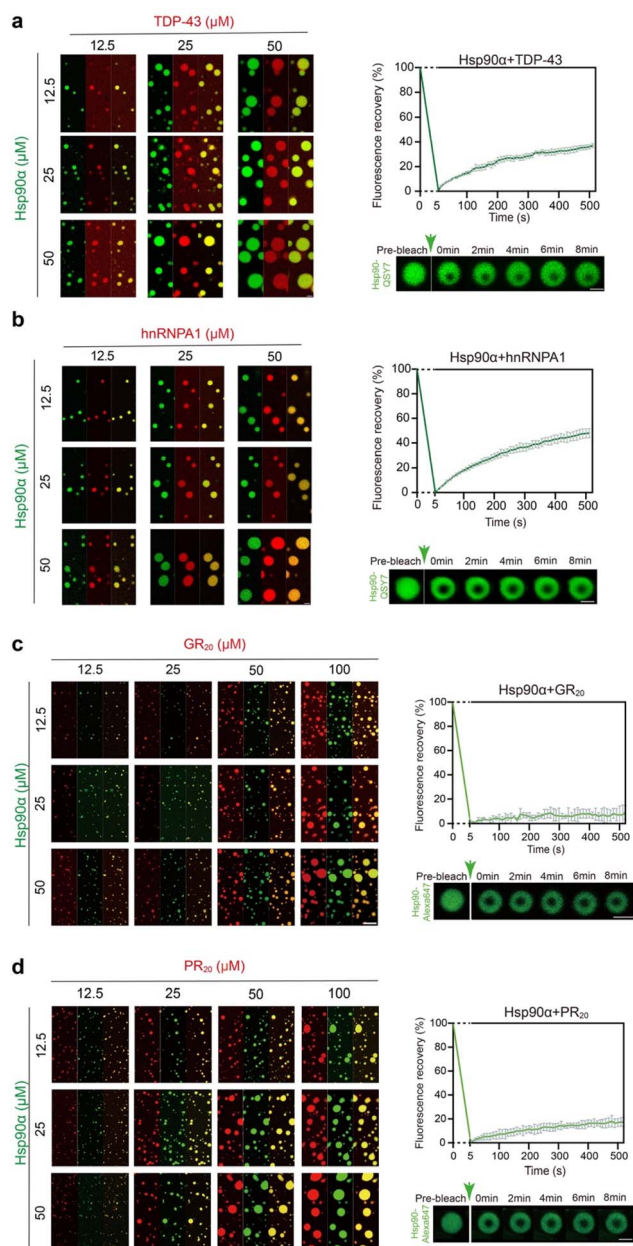 a
TDP-43 (µM)
12.5 25 50
Hsp90α (µM)
12.5
25
50
Hsp90α+TDP-43
Fluorescence recovery (%)
100
80
60
40
20
0
0 5 100 200 300 400 500
Time (s)
Pre-bleach 0min 2min 4min 6min 8min
Hsp90-
QSY7
b
hnRNPA1 (µM)
12.5 25 50
Hsp90α (µM)
12.5
25
50
Hsp90α+hnRNPA1
Fluorescence recovery (%)
100
80
60
40
20
0
0 5 100 200 300 400 500
Time (s)
Pre-bleach 0min 2min 4min 6min 8min
Hsp90-
QSY7
c
GR₂₀ (µM)
12.5 25 50 100
Hsp90α (µM)
12.5
25
50
Hsp90α+GR₂₀
Fluorescence recovery (%)
100
80
60
40
20
0
0 5 100 200 300 400 500
Time (s)
Pre-bleach 0min 2min 4min 6min 8min
Hsp90-
Alexa647
d
PR₂₀ (µM)
12.5 25 50 100
Hsp90α (µM)
12.5
25
50
Hsp90α+PR₂₀
Fluorescence recovery (%)
100
80
60
40
20
0
0 5 100 200 300 400 500
Time (s)
Pre-bleach 0min 2min 4min 6min 8min
Hsp90-
Alexa647